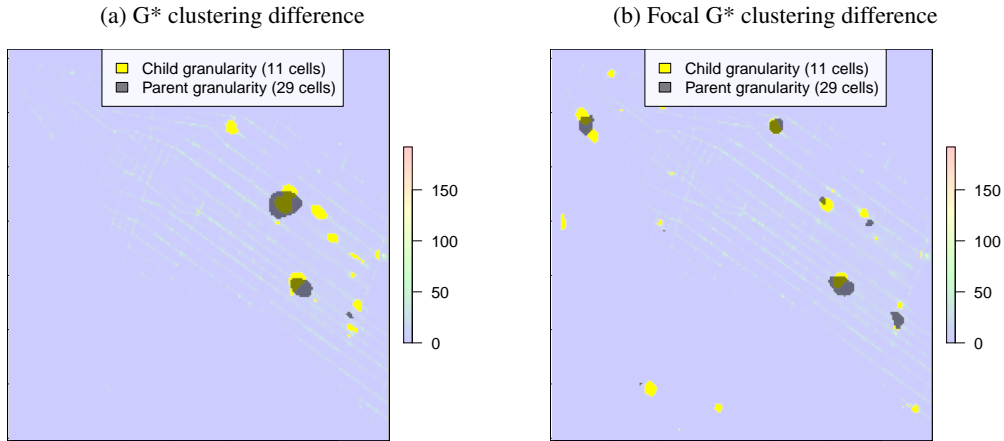 (a) G* clustering difference
Child granularity (11 cells)
Parent granularity (29 cells)
150
100
50
0
(b) Focal G* clustering difference
Child granularity (11 cells)
Parent granularity (29 cells)
150
100
50
0